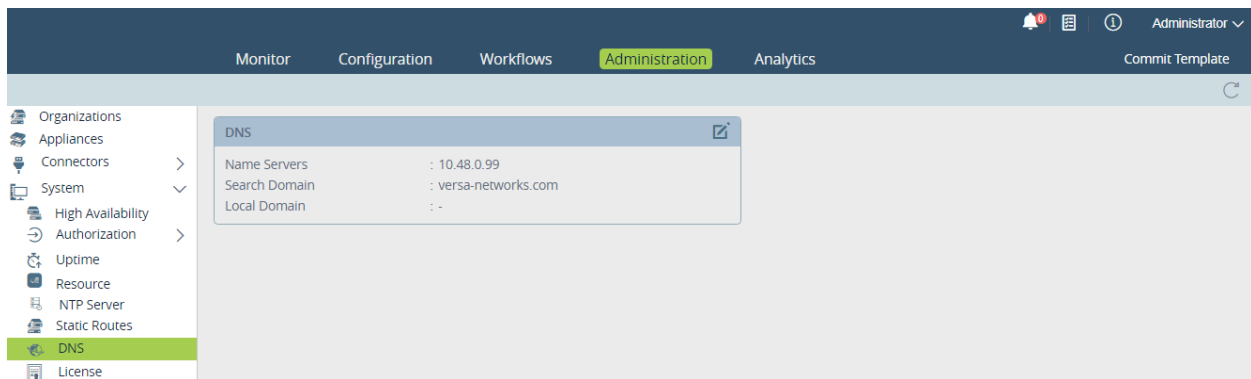 0
Administrator
Monitor Configuration Workflows Administration Analytics Commit Template
Organizations
Appliances
Connectors
System
High Availability
Authorization
Uptime
Resource
NTP Server
Static Routes
DNS
License
DNS
Name Servers : 10.48.0.99
Search Domain : versa-networks.com
Local Domain : -